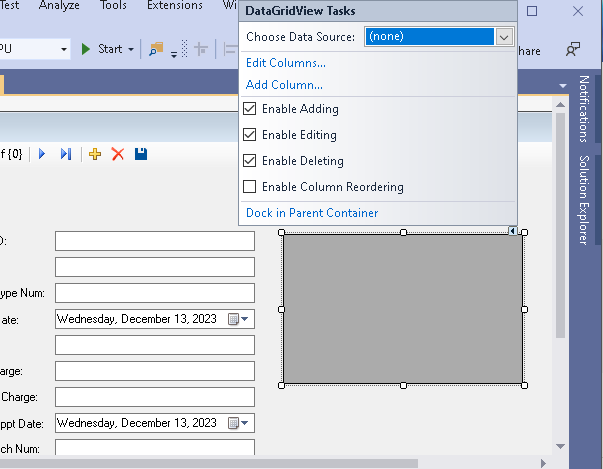 Test Analyze Tools Extensions Wi
DataGridView Tasks
Choose Data Source: (none)
PU Start hare
Edit Columns...
Add Column...
Enable Adding
Enable Editing
Enable Deleting
Enable Column Reordering
Dock in Parent Container
f {0}
Notifications
Solution Explorer
D:
ype Num:
ate: Wednesday, December 13, 2023
arge:
Charge:
ppt Date: Wednesday, December 13, 2023
ch Num: